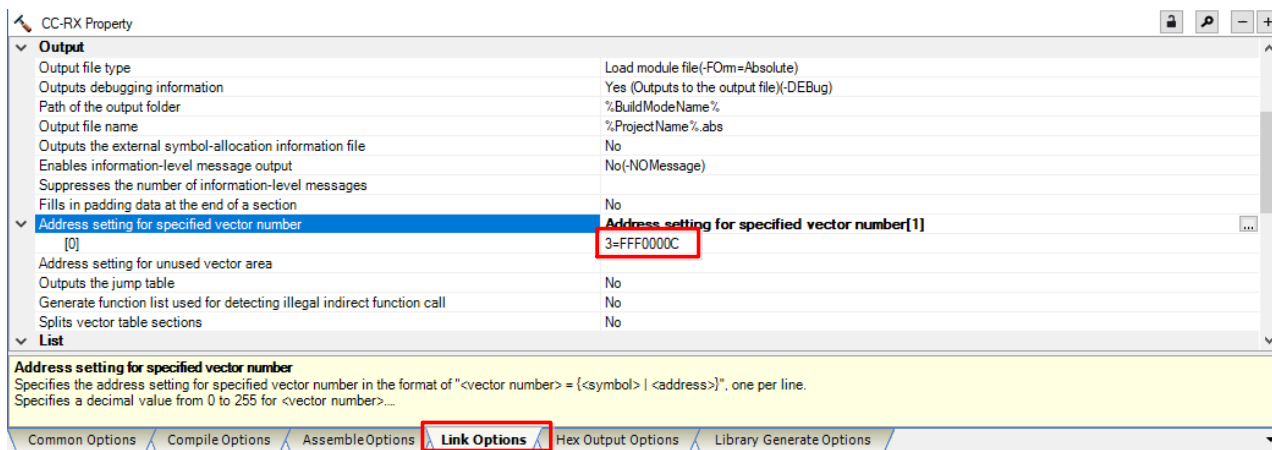 CC-RX Property
Output
Output file type Load module file(-FOrm=Absolute)
Outputs debugging information Yes (Outputs to the output file)(-DEBug)
Path of the output folder %BuildModeName%
Output file name %ProjectName%.abs
Outputs the external symbol-allocation information file No
Enables information-level message output No(-NOMessage)
Suppresses the number of information-level messages
Fills in padding data at the end of a section No
Address setting for specified vector number Address setting for specified vector number[1] ...
[0] 3=FFF0000C
Address setting for unused vector area
Outputs the jump table No
Generate function list used for detecting illegal indirect function call No
Splits vector table sections No
List
Address setting for specified vector number
Specifies the address setting for specified vector number in the format of "<vector number> = {<symbol> | <address>}", one per line.
Specifies a decimal value from 0 to 255 for <vector number>....
Common Options Compile Options Assemble Options Link Options Hex Output Options Library Generate Options